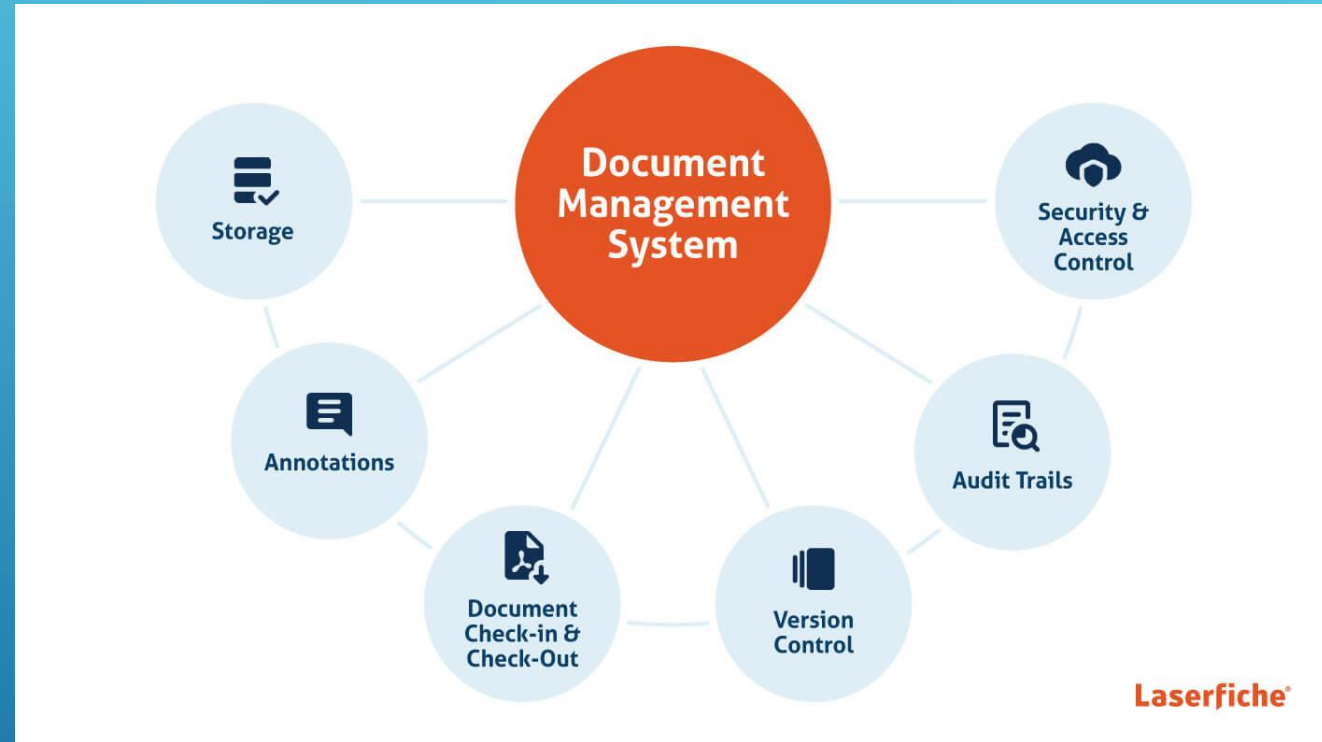 Document
Management
System
Storage
Security &
Access
Control
Annotations
Audit Trails
Document
Check-in &
Check-Out
Version
Control
Laserfiche®